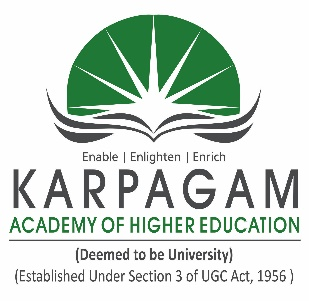 Enable | Enlighten | Enrich
KARPAGAM
ACADEMY OF HIGHER EDUCATION
(Deemed to be University)
(Established Under Section 3 of UGC Act, 1956 )